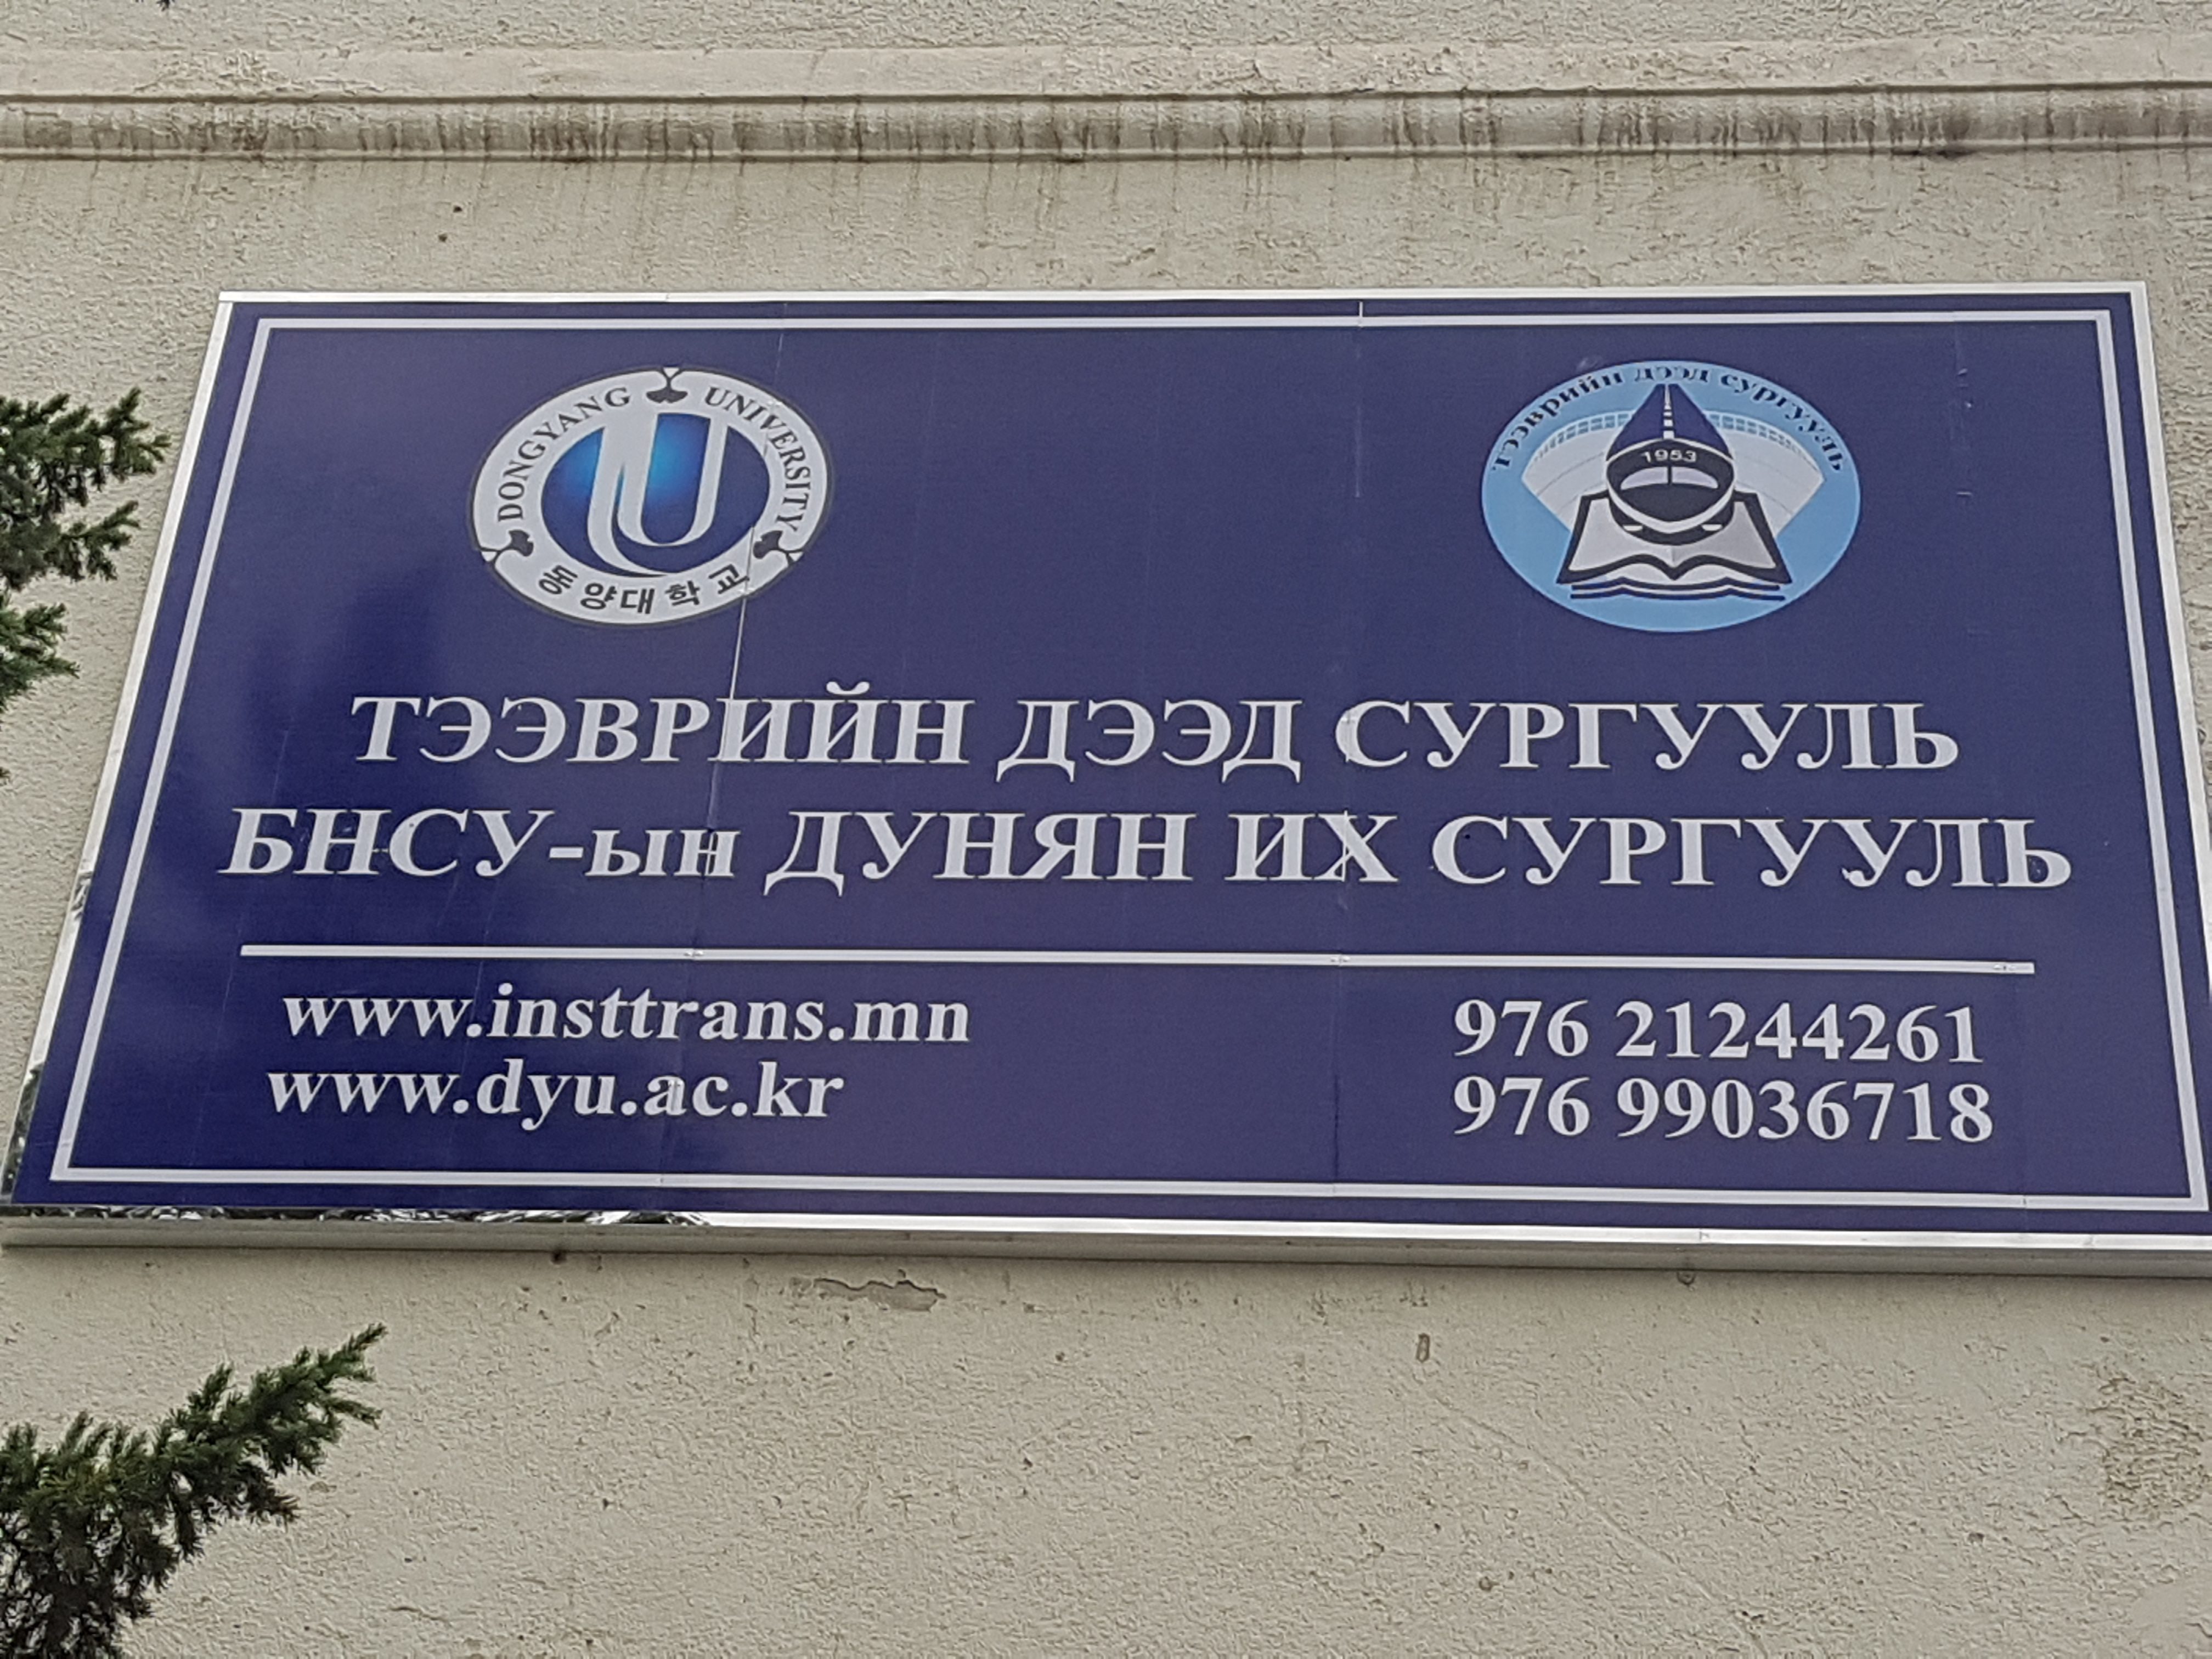 DONGYANG UNIVERSITY
동양대학교
Тээврийн дээд сургууль
1953
ТЭЭВРИЙН ДЭЭД СУРГУУЛЬ
БНСУ-ын ДУНЯН ИХ СУРГУУЛЬ
www.insttrans.mn
976 21244261
www.dyu.ac.kr
976 99036718